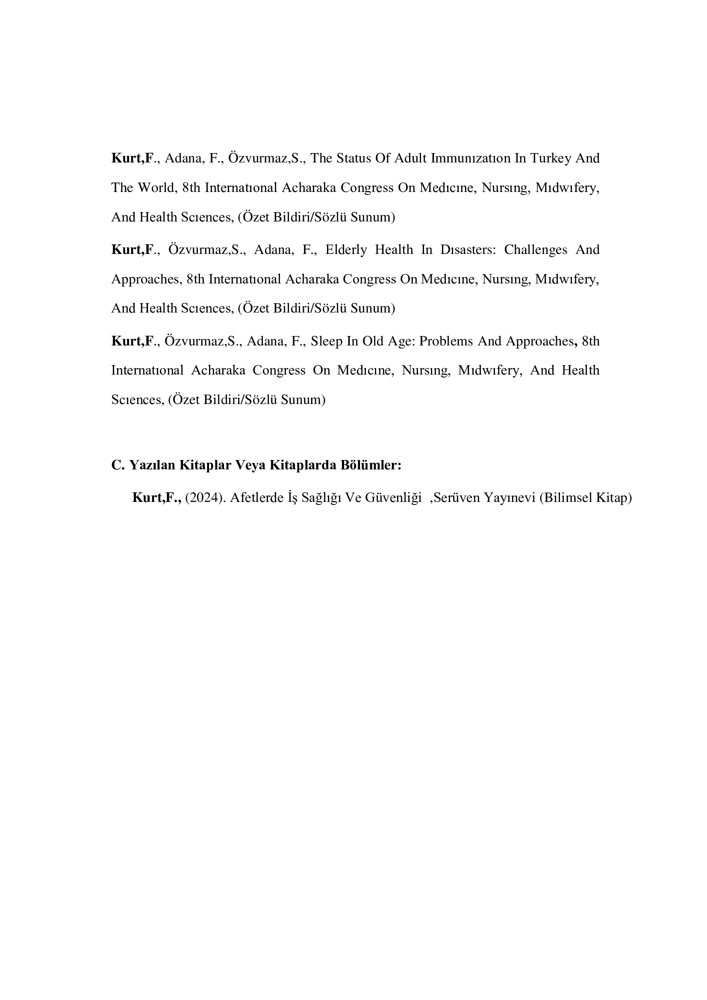 Kurt,F., Adana, F., Özvurmaz,S., The Status Of Adult Immunızatıon In Turkey And
The World, 8th Internatıonal Acharaka Congress On Medıcıne, Nursıng, Mıdwıfery,
And Health Scıences, (Özet Bildiri/Sözlü Sunum)
Kurt,F., Özvurmaz,S., Adana, F., Elderly Health In Dısasters: Challenges And
Approaches, 8th Internatıonal Acharaka Congress On Medıcıne, Nursıng, Mıdwıfery,
And Health Scıences, (Özet Bildiri/Sözlü Sunum)
Kurt,F., Özvurmaz,S., Adana, F., Sleep In Old Age: Problems And Approaches, 8th
Internatıonal Acharaka Congress On Medıcıne, Nursıng, Mıdwıfery, And Health
Scıences, (Özet Bildiri/Sözlü Sunum)
C. Yazılan Kitaplar Veya Kitaplarda Bölümler:
Kurt,F., (2024). Afetlerde İş Sağlığı Ve Güvenliği  ,Serüven Yayınevi (Bilimsel Kitap)